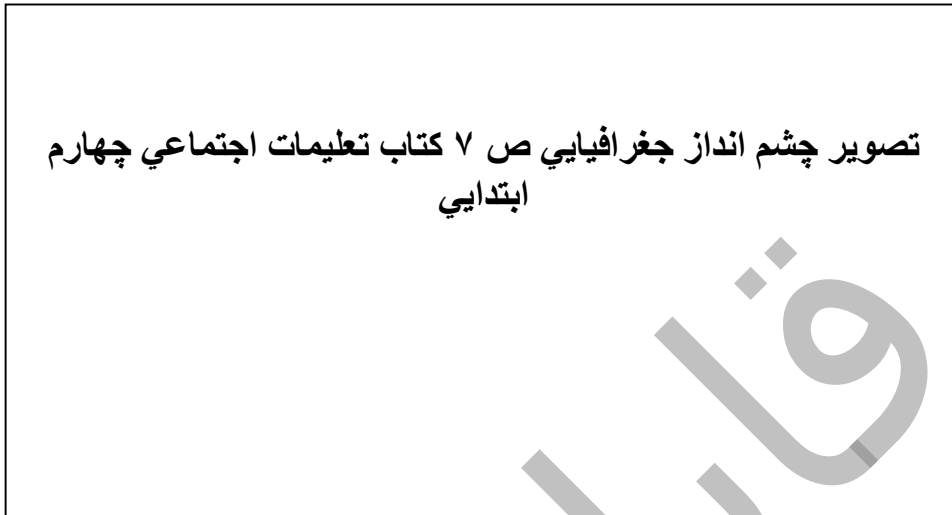 تصوير چشم انداز جغرافيايي ص ۷ كتاب تعليمات اجتماعي چهارم
ابتدايي